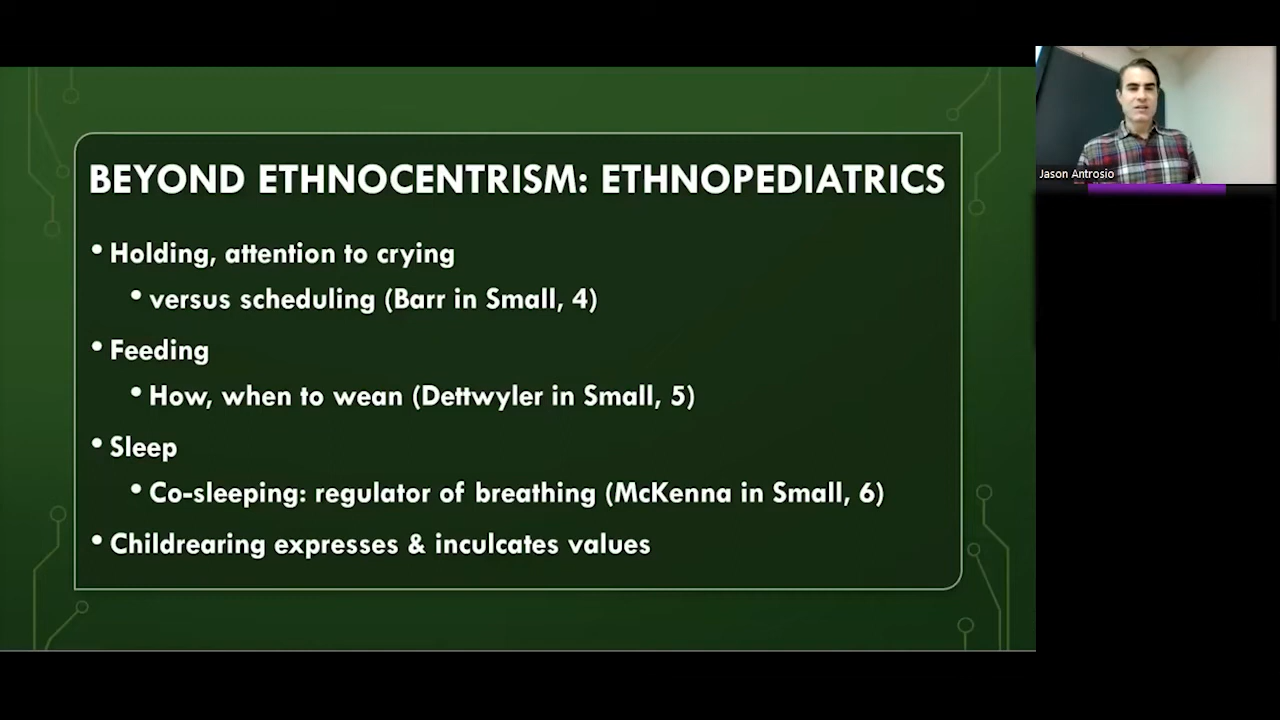 BEYOND ETHNOCENTRISM: ETHNOPEDIATRICS
• Holding, attention to crying
• versus scheduling (Barr in Small, 4)
• Feeding
• How, when to wean (Dettwyler in Small, 5)
• Sleep
• Co-sleeping: regulator of breathing (McKenna in Small, 6)
• Childrearing expresses & inculcates values
Jason Antrosio